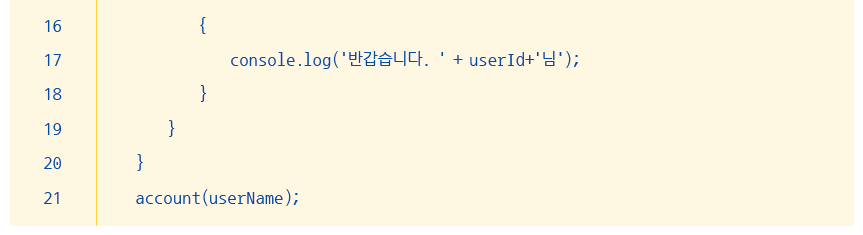 16 {
17 console.log('반갑습니다. ' + userId+'님');
18 }
19 }
20 }
21 account(userName);